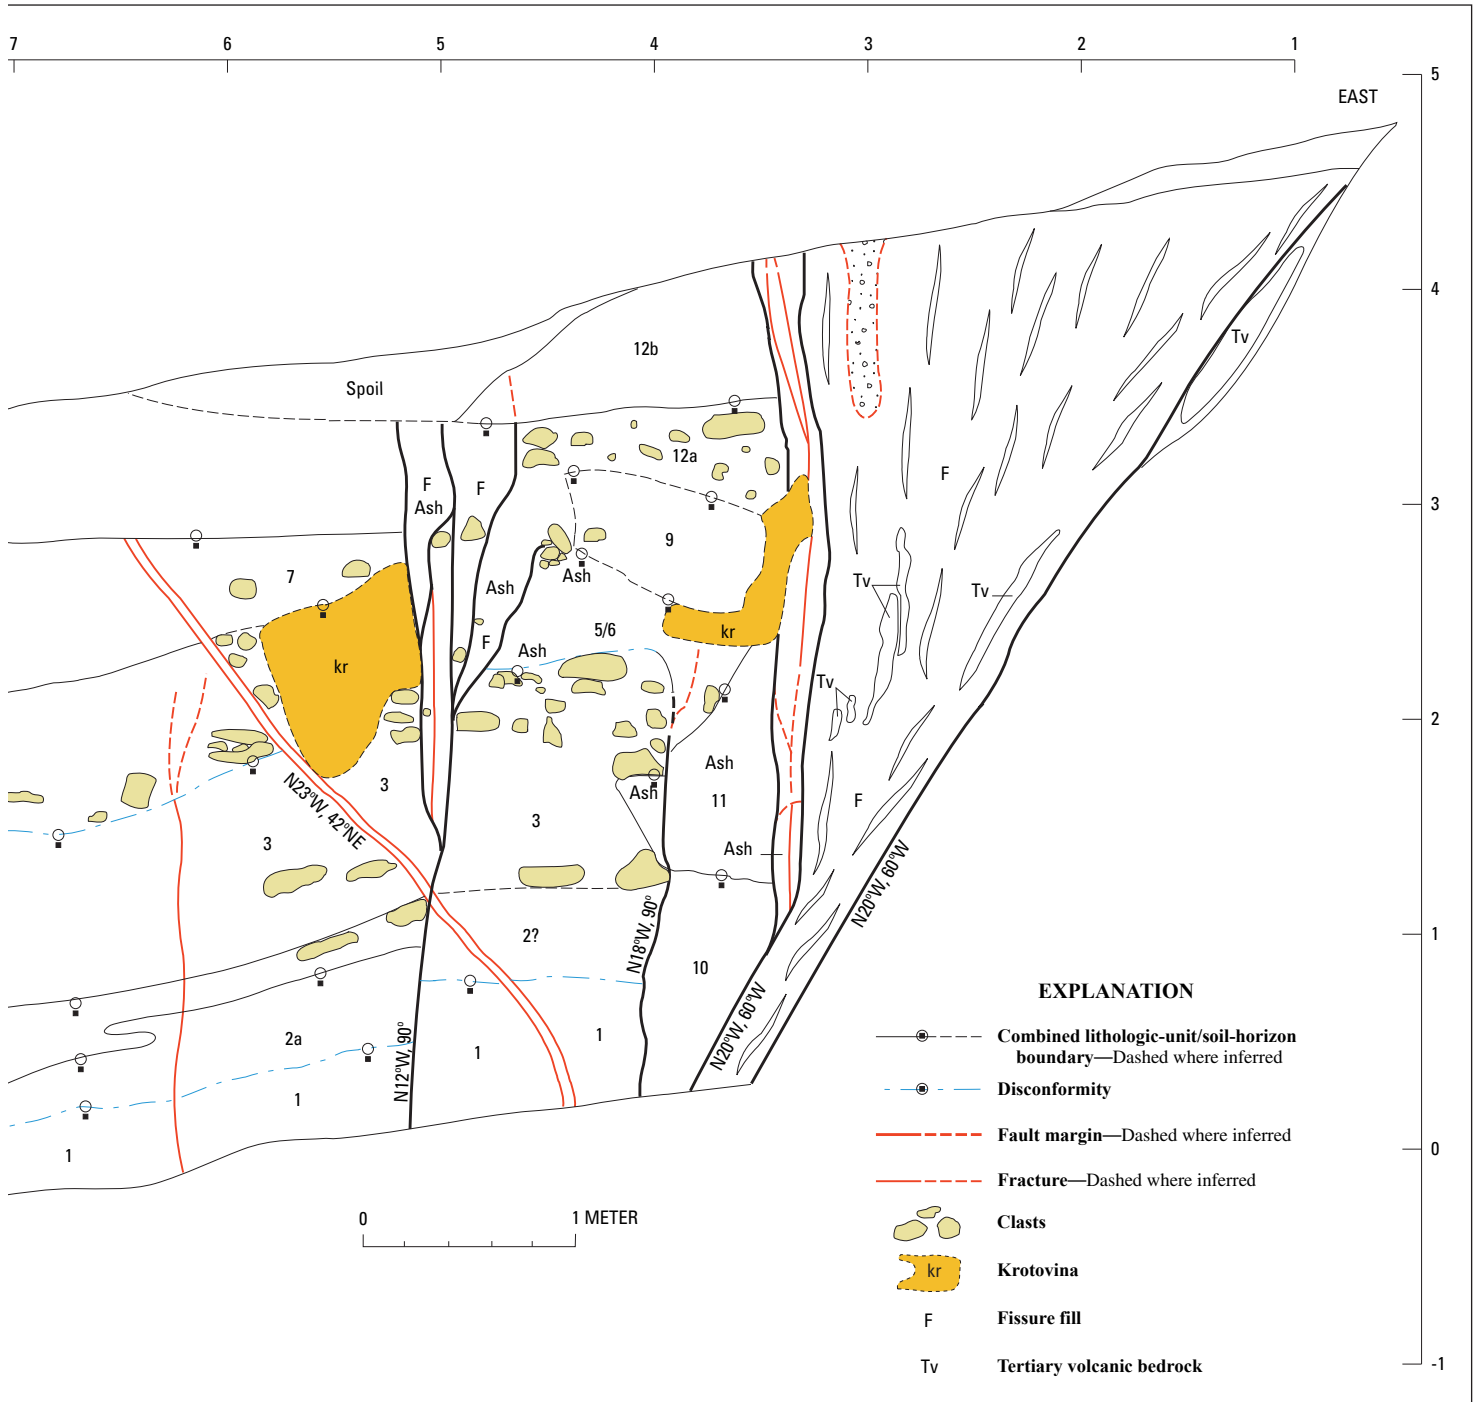 7 6 5 4 3 2 1
5
EAST
4
Tv
12b
Spoil
12a
F
F
F
Ash
3
9
7
Ash
Ash
Tv
Tv
5/6
kr
F
Ash
kr
Tv
2
Ash
3
N23°W, 42°NE
Ash
11
F
3
3
Ash
N20°W, 60°W
1
2?
N18°W, 90°
10
EXPLANATION
N20°W, 60°W
2a
1
1
N12°W, 90°
Combined lithologic-unit/soil-horizon
boundary—Dashed where inferred
Disconformity
1
1
Fault margin—Dashed where inferred
0
Fracture—Dashed where inferred
0 1 METER
Clasts
kr
Krotovina
F
Fissure fill
Tv
Tertiary volcanic bedrock
-1